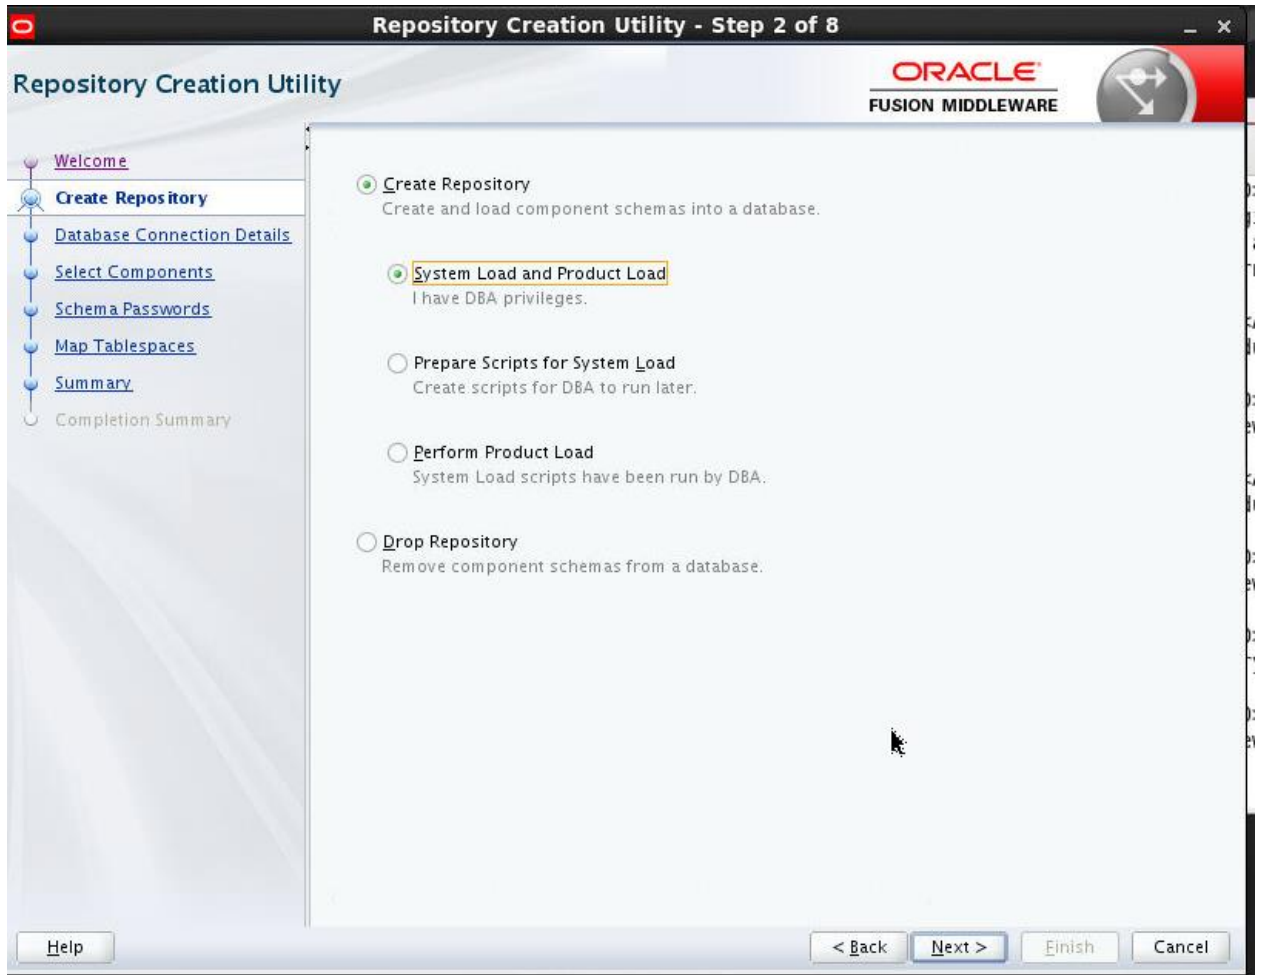 Repository Creation Utility - Step 2 of 8
Repository Creation Utility
ORACLE
FUSION MIDDLEWARE
Welcome
Create Repository
Database Connection Details
Select Components
Schema Passwords
Map Tablespaces
Summary
Completion Summary
Create Repository
Create and load component schemas into a database.
System Load and Product Load
I have DBA privileges.
Prepare Scripts for System Load
Create scripts for DBA to run later.
Perform Product Load
System Load scripts have been run by DBA.
Drop Repository
Remove component schemas from a database.
Help
< Back
Next >
Finish
Cancel